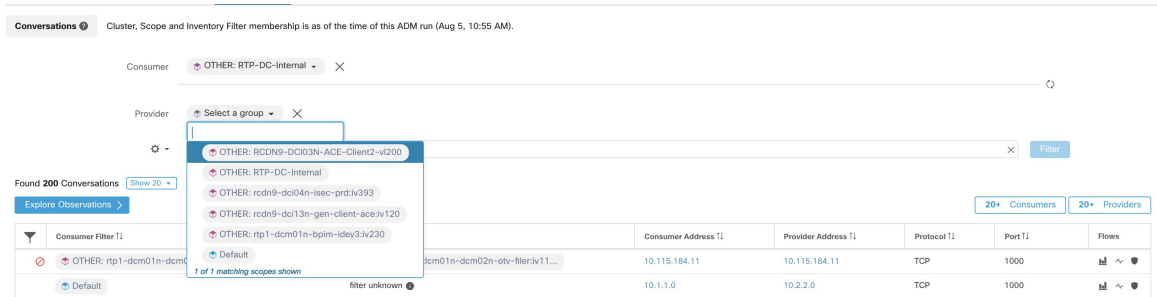 Conversations Cluster, Scope and Inventory Filter membership is as of the time of this ADM run (Aug 5, 10:55 AM).
Consumer OTHER: RTP-DC-Internal
Provider Select a group
OTHER: RCDN9-DCI03N-ACE-Client2-vl200
Filter
OTHER: RTP-DC-Internal
Found 200 Conversations Show 20
OTHER: rcdn9-dci04n-isec-prd:iv393
Explore Observations
OTHER: rcdn9-dci13n-gen-client-ace:iv120
20+ Consumers 20+ Providers
OTHER: rtp1-dcm01n-bpim-idev3:iv230
Default
1 of 1 matching scopes shown
Consumer Filter Consumer Address Provider Address Protocol Port Flows
OTHER: rtp1-dcm01n-dcm0 dcm01n-dcm02n-otv-filer:iv11... 10.115.184.11 10.115.184.11 TCP 1000
Default filter unknown 10.1.1.0 10.2.2.0 TCP 1000